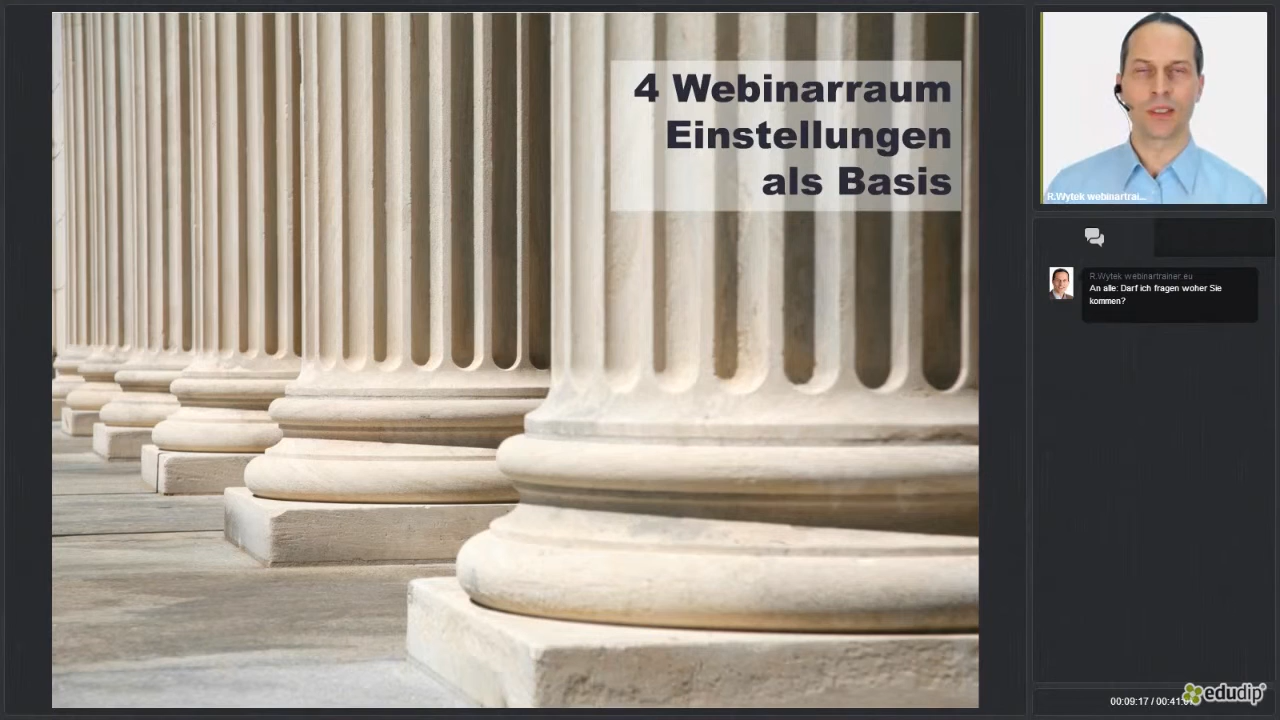 4 Webinarraum
Einstellungen
als Basis
R.Wytek webinartrai...
R.Wytek webinartrainer.eu
An alle: Darf ich fragen woher Sie
kommen?
00:09:17 / 00:41:
edudip